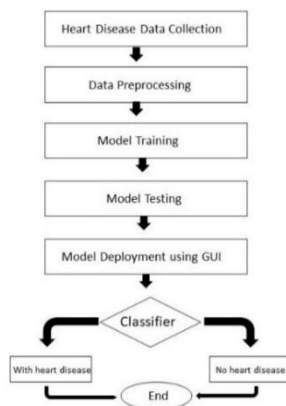 Heart Disease Data Collection
Data Preprocessing
Model Training
Model Testing
Model Deployment using GUI
Classifier
With heart disease
No heart disease
End